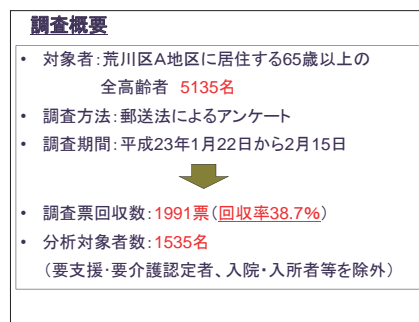 調査概要
• 対象者：荒川区A地区に居住する65歳以上の
全高齢者 5135名
• 調査方法：郵送法によるアンケート
• 調査期間：平成23年1月22日から2月15日
• 調査票回収数：1991票（回収率38.7%）
• 分析対象者数：1535名
（要支援・要介護認定者、入院・入所者等を除外）